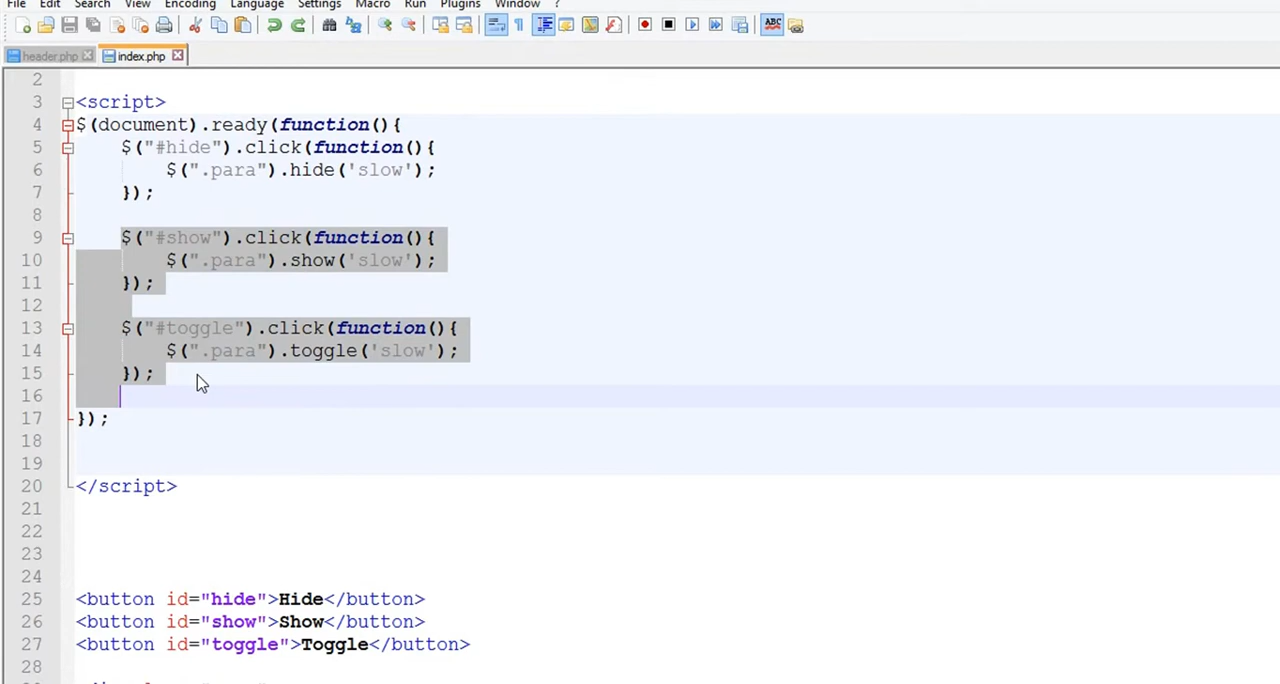 File Edit Search View Encoding Language Settings Macro Run Plugins Window ?
ABC
header.php index.php
2
3 <script>
4 $(document).ready(function(){
5 $("#hide").click(function(){
6 $(".para").hide('slow');
7 });
8
9 $("#show").click(function(){
10 $(".para").show('slow');
11 });
12
13 $("#toggle").click(function(){
14 $(".para").toggle('slow');
15 });
16
17 });
18
19
20 </script>
21
22
23
24
25 <button id="hide">Hide</button>
26 <button id="show">Show</button>
27 <button id="toggle">Toggle</button>
28